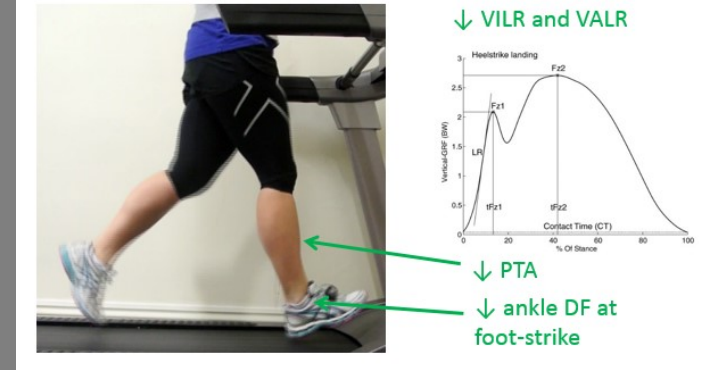 ↓ VILR and VALR
Heelstrike landing
3
Fz2
2.5
Fz1
2
Vertical-GRF (BW)
1.5
LR
1
0.5
tFz1
tFz2
Contact Time (CT)
0
0
20
40
60
80
100
% Of Stance
↓ PTA
↓ ankle DF at
foot-strike